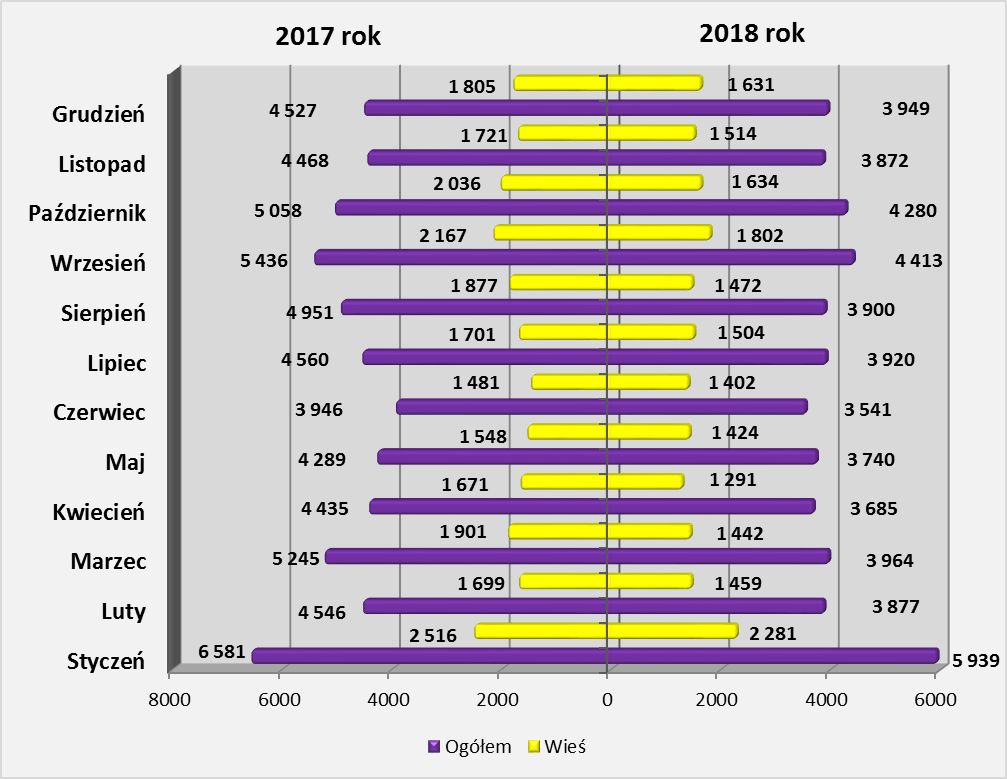 2017 rok 2018 rok
1 805 1 631
Grudzień 4 527 3 949
1 721 1 514
Listopad 4 468 3 872
2 036 1 634
Październik 5 058 4 280
2 167 1 802
Wrzesień 5 436 4 413
1 877 1 472
Sierpień 4 951 3 900
1 701 1 504
Lipiec 4 560 3 920
1 481 1 402
Czerwiec 3 946 3 541
1 548 1 424
Maj 4 289 3 740
1 671 1 291
Kwiecień 4 435 3 685
1 901 1 442
Marzec 5 245 3 964
1 699 1 459
Luty 4 546 3 877
2 516 2 281
Styczeń 6 581 5 939
8000 6000 4000 2000 0 2000 4000 6000
Ogółem Wieś